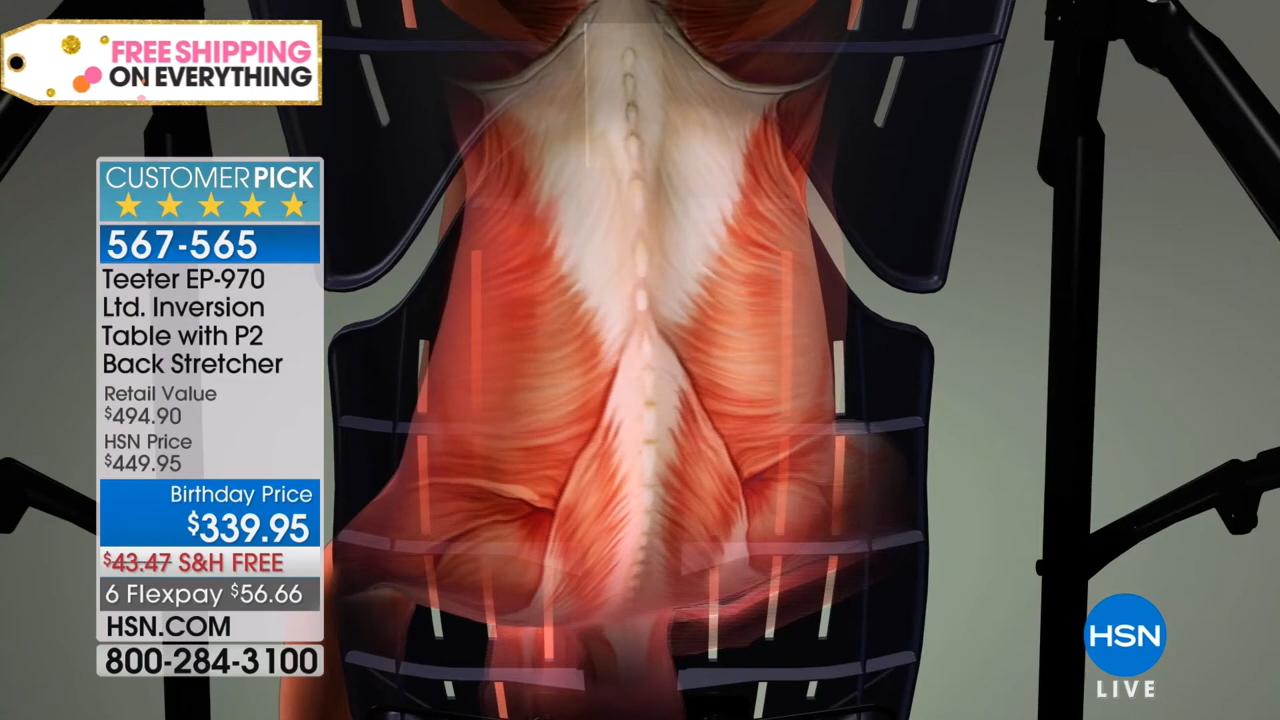 FREE SHIPPING
ON EVERYTHING
CUSTOMER PICK
567-565
Teeter EP-970
Ltd. Inversion
Table with P2
Back Stretcher
Retail Value
$494.90
HSN Price
$449.95
Birthday Price
$339.95
$43.47 S&H FREE
6 Flexpay $56.66
HSN.COM
800-284-3100
HSN
LIVE